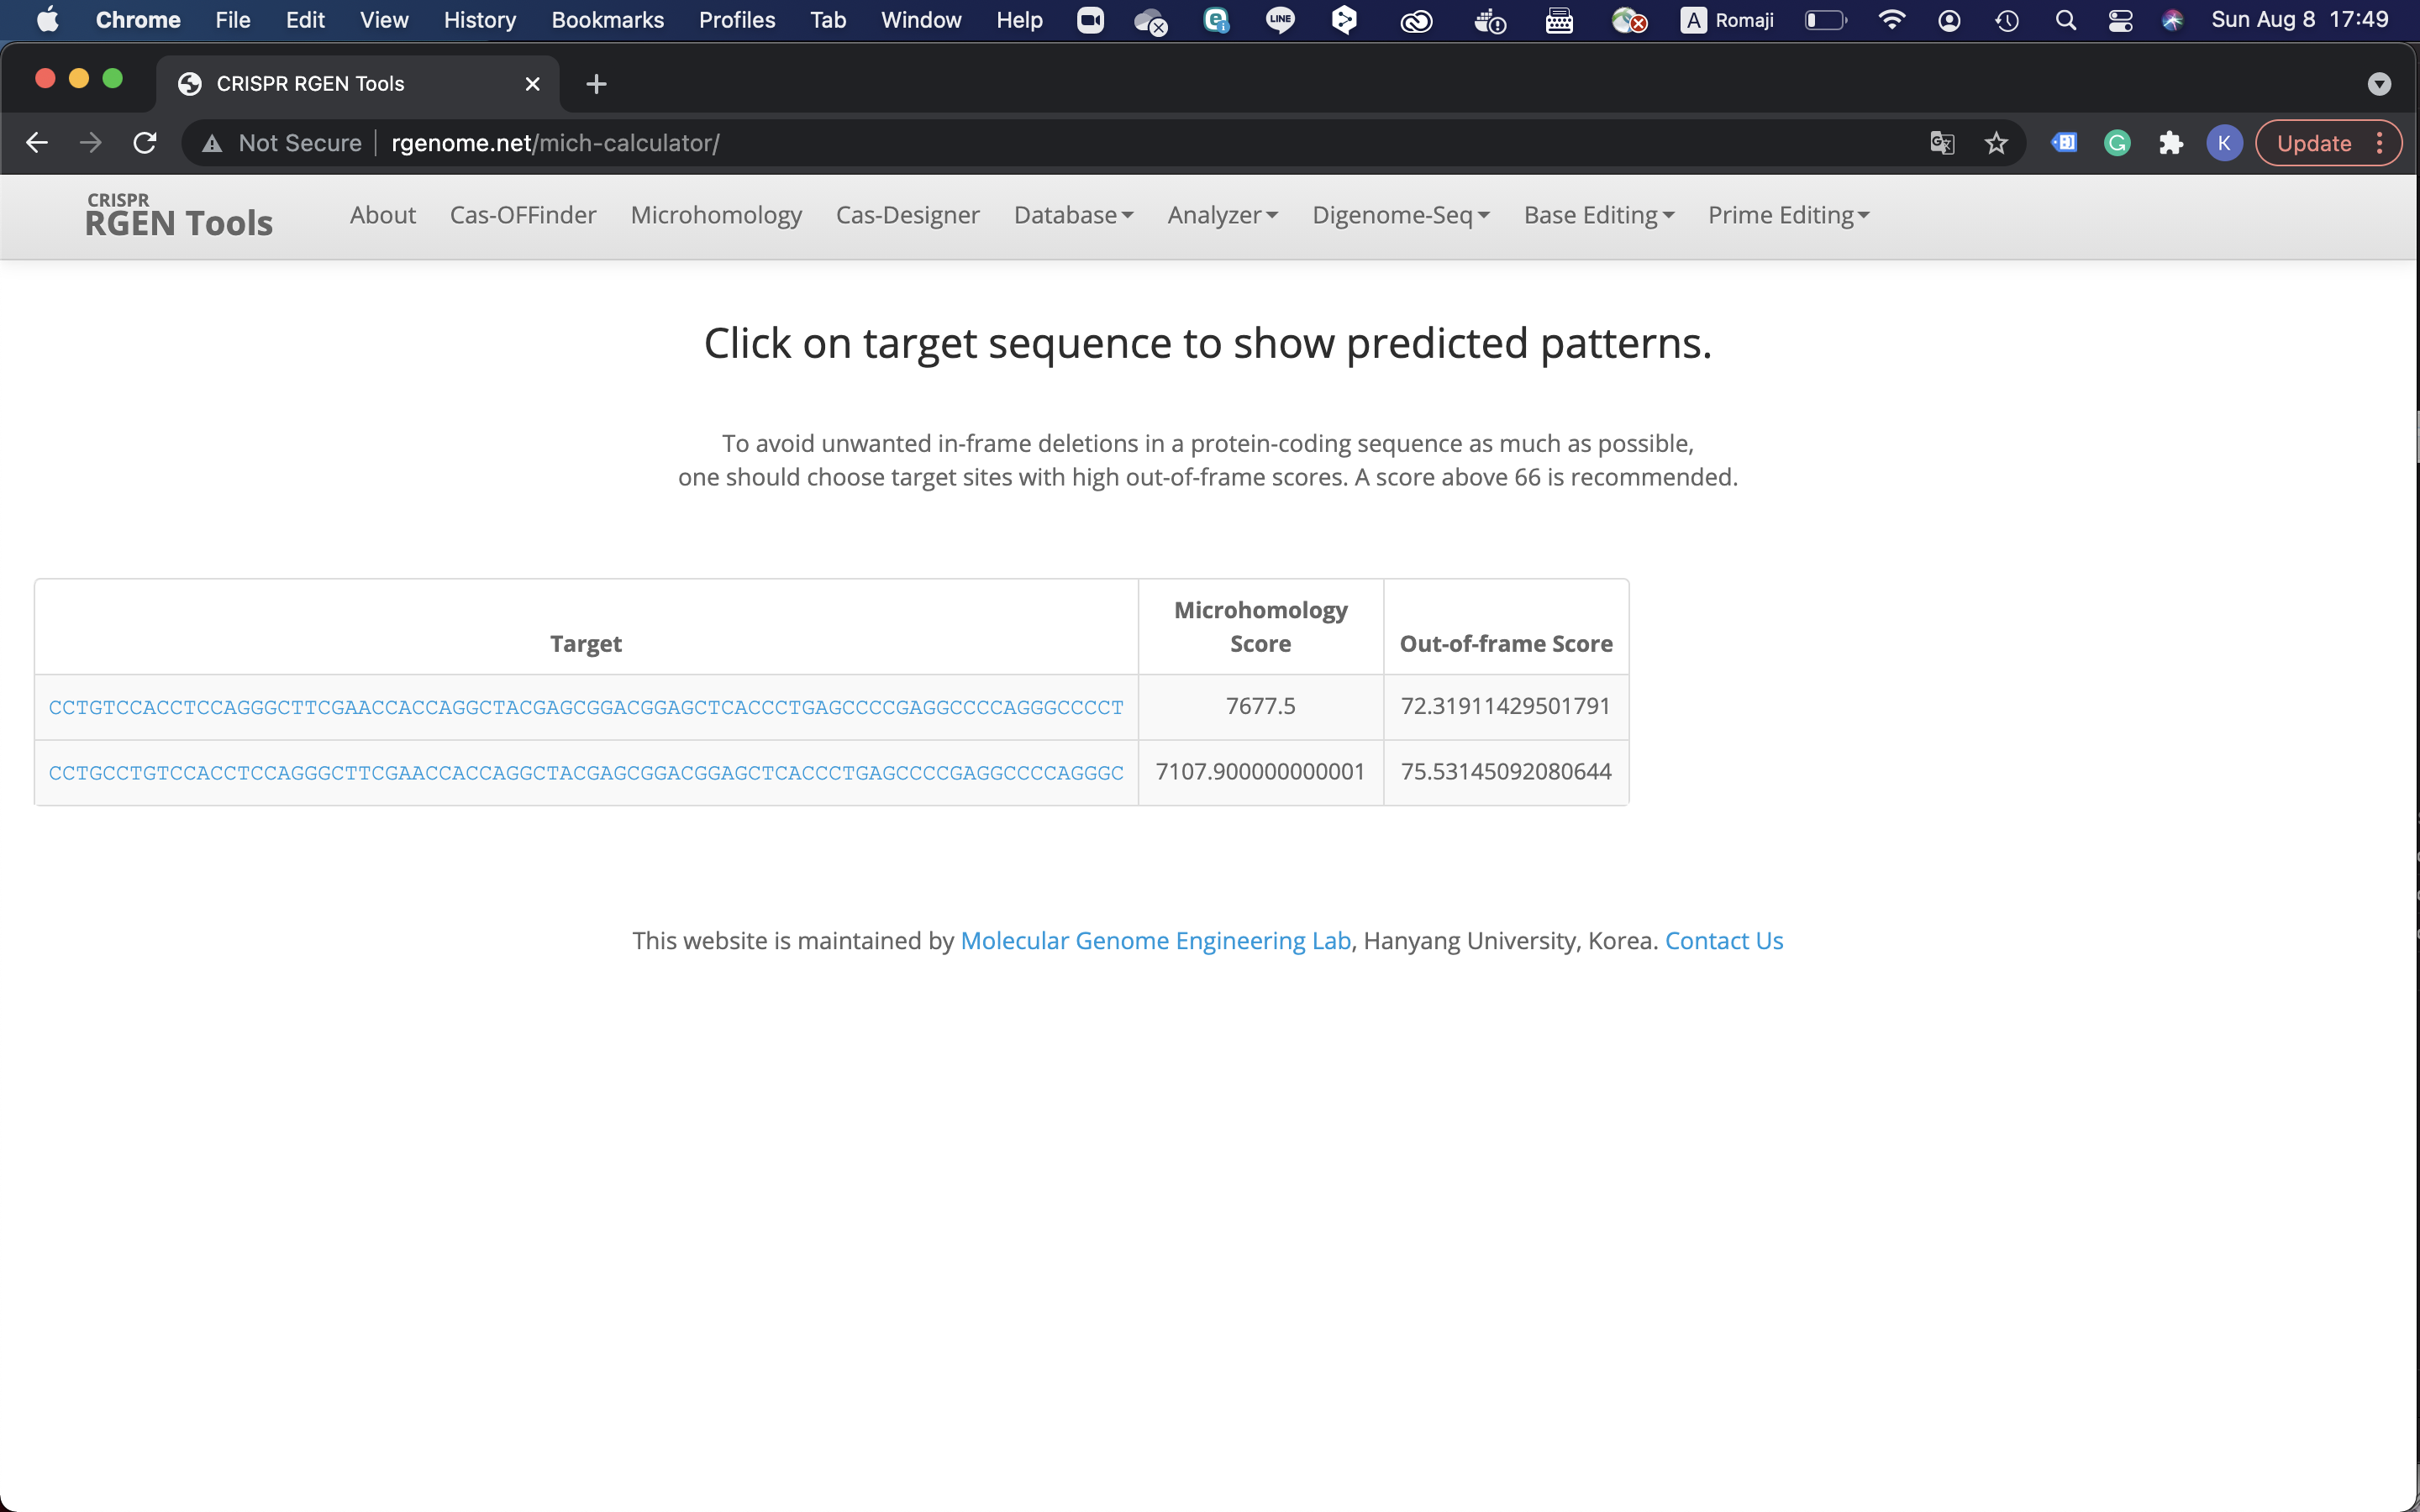 Chrome File Edit View History Bookmarks Profiles Tab Window Help LINE A Romaji Sun Aug 8 17:49
CRISPR RGEN Tools
Not Secure rgenome.net/mich-calculator/ K Update
CRISPR
RGEN Tools About Cas-OFFinder Microhomology Cas-Designer Database Analyzer Digenome-Seq Base Editing Prime Editing
Click on target sequence to show predicted patterns.
To avoid unwanted in-frame deletions in a protein-coding sequence as much as possible,
one should choose target sites with high out-of-frame scores. A score above 66 is recommended.
Target Microhomology Score Out-of-frame Score
CCTGTCCACCTCCAGGGCTTCGAACCACCAGGCTACGAGCGGACGGAGCTCACCCTGAGCCCCGAGGCCCCAGGGCCCCT 7677.5 72.31911429501791
CCTGCCTGTCCACCTCCAGGGCTTCGAACCACCAGGCTACGAGCGGACGGAGCTCACCCTGAGCCCCGAGGCCCCAGGGC 7107.900000000001 75.53145092080644
This website is maintained by Molecular Genome Engineering Lab, Hanyang University, Korea. Contact Us